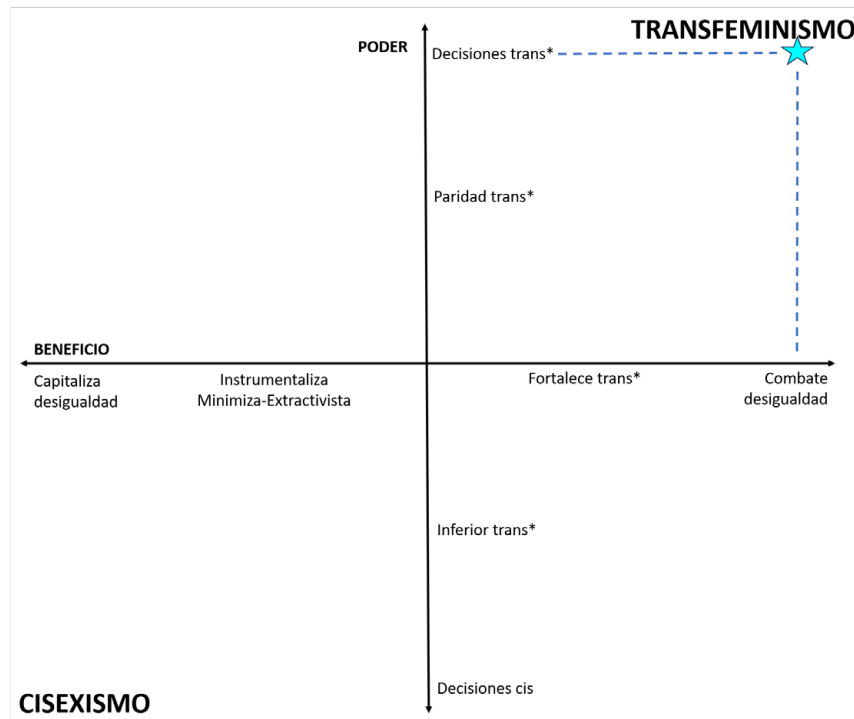 TRANSFEMINISMO
PODER
Decisiones trans*
Paridad trans*
BENEFICIO
Capitaliza
desigualdad
Instrumentaliza
Minimiza-Extractivista
Fortalece trans*
Combate
desigualdad
Inferior trans*
Decisiones cis
CISEXISMO